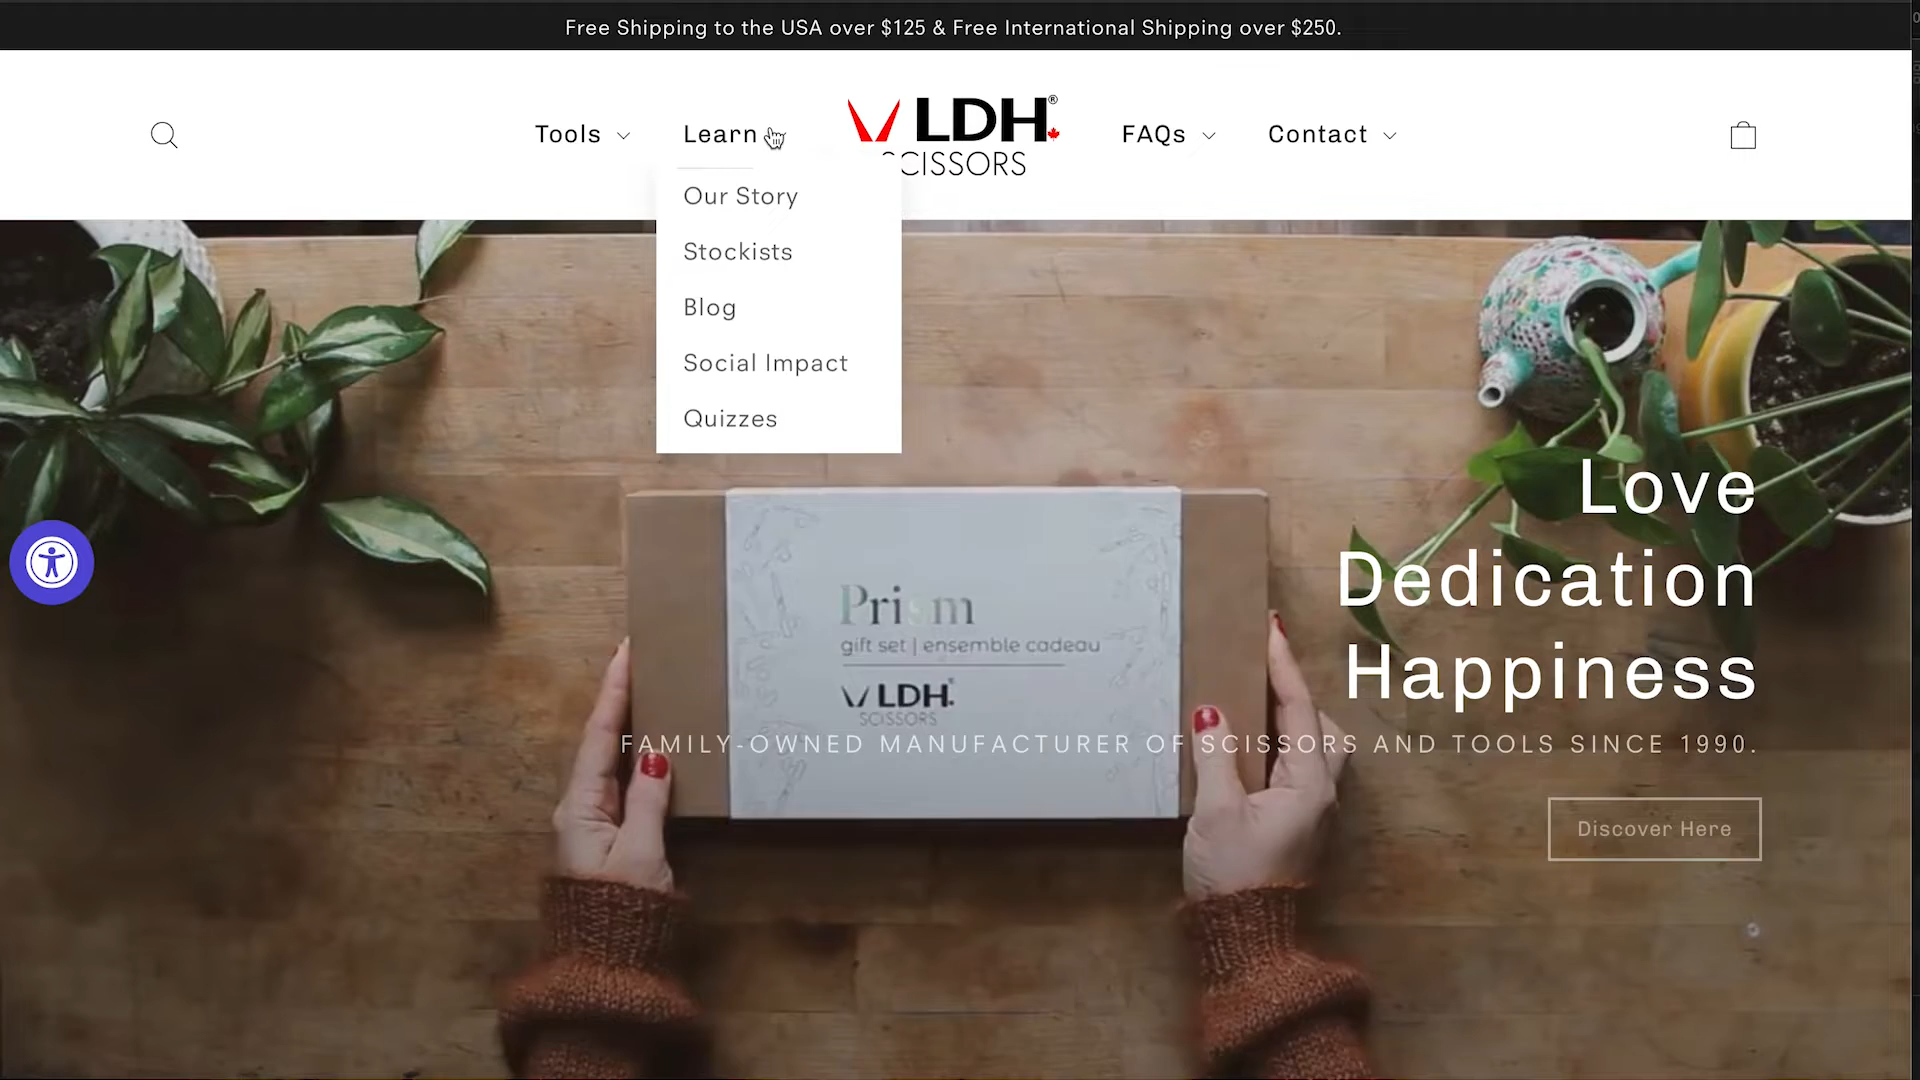 Free Shipping to the USA over $125 & Free International Shipping over $250.
Tools
Learn
LDH®
SCISSORS
FAQs
Contact
Our Story
Stockists
Blog
Social Impact
Quizzes
Love
Dedication
Happiness
Prism
gift set | ensemble cadeau
LDH®
SCISSORS
FAMILY-OWNED MANUFACTURER OF SCISSORS AND TOOLS SINCE 1990.
Discover Here